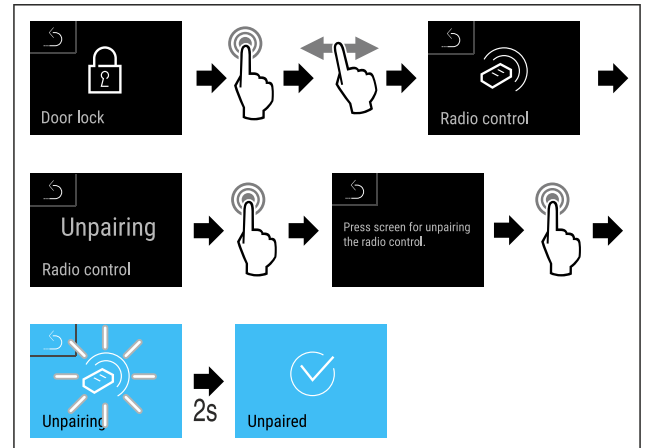 Door lock
Radio control
Unpairing
Radio control
Press screen for unpairing
the radio control.
Unpairing
2s
Unpaired